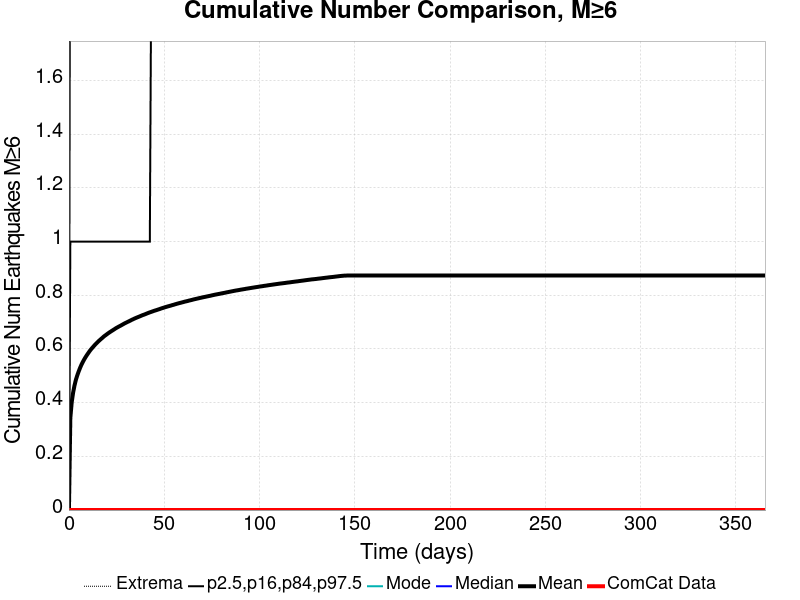 Cumulative Number Comparison, M≥6
Cumulative Num Earthquakes M≥6
1.6
1.4
1.2
1
0.8
0.6
0.4
0.2
0
0 50 100 150 200 250 300 350
Time (days)
Extrema p2.5,p16,p84,p97.5 Mode Median Mean ComCat Data